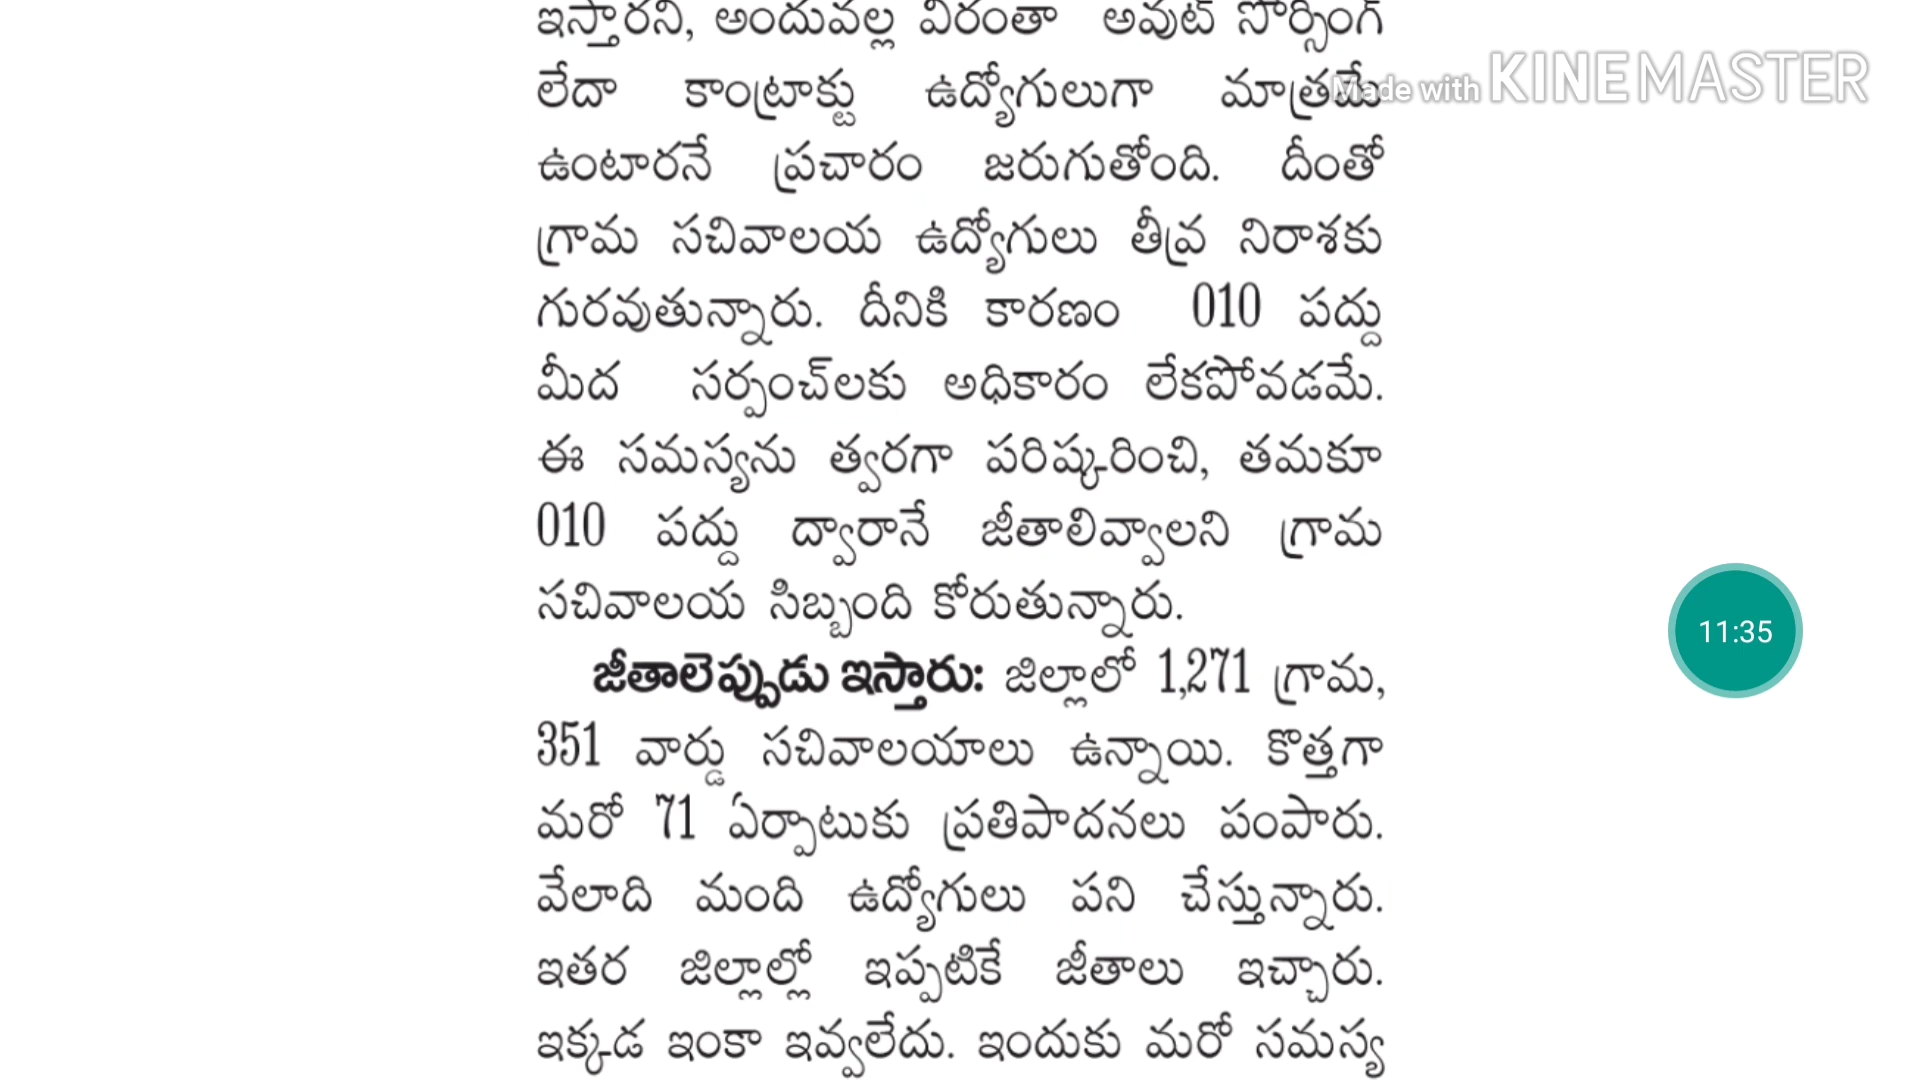 ఇస్తారని, అందువల్ల వీరంతా అవుట్ సోర్సింగ్
లేదా కాంట్రాక్టు ఉద్యోగులుగా మాత్రమే
Made with KINEMASTER
ఉంటారనే ప్రచారం జరుగుతోంది. దీంతో
గ్రామ సచివాలయ ఉద్యోగులు తీవ్ర నిరాశకు
గురవుతున్నారు. దీనికి కారణం 010 పద్దు
మీద సర్పంచ్‌లకు అధికారం లేకపోవడమే.
ఈ సమస్యను త్వరగా పరిష్కరించి, తమకూ
010 పద్దు ద్వారానే జీతాలివ్వాలని గ్రామ
సచివాలయ సిబ్బంది కోరుతున్నారు.
11:35
జీతాలెప్పుడు ఇస్తారు: జిల్లాలో 1,271 గ్రామ,
351 వార్డు సచివాలయాలు ఉన్నాయి. కొత్తగా
మరో 71 ఏర్పాటుకు ప్రతిపాదనలు పంపారు.
వేలాది మంది ఉద్యోగులు పని చేస్తున్నారు.
ఇతర జిల్లాల్లో ఇప్పటికే జీతాలు ఇచ్చారు.
ఇక్కడ ఇంకా ఇవ్వలేదు. ఇందుకు మరో సమస్య